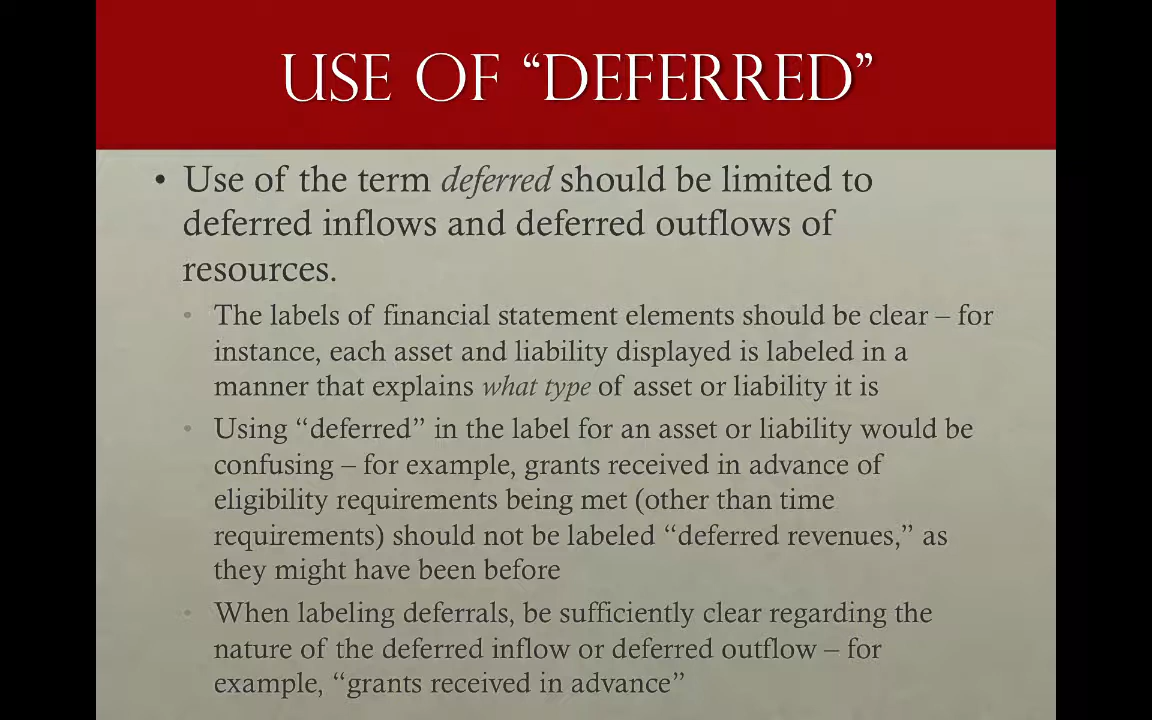 USE OF “DEFERRED”
• Use of the term deferred should be limited to
deferred inflows and deferred outflows of
resources.
• The labels of financial statement elements should be clear – for
instance, each asset and liability displayed is labeled in a
manner that explains what type of asset or liability it is
• Using “deferred” in the label for an asset or liability would be
confusing – for example, grants received in advance of
eligibility requirements being met (other than time
requirements) should not be labeled “deferred revenues,” as
they might have been before
• When labeling deferrals, be sufficiently clear regarding the
nature of the deferred inflow or deferred outflow – for
example, “grants received in advance”